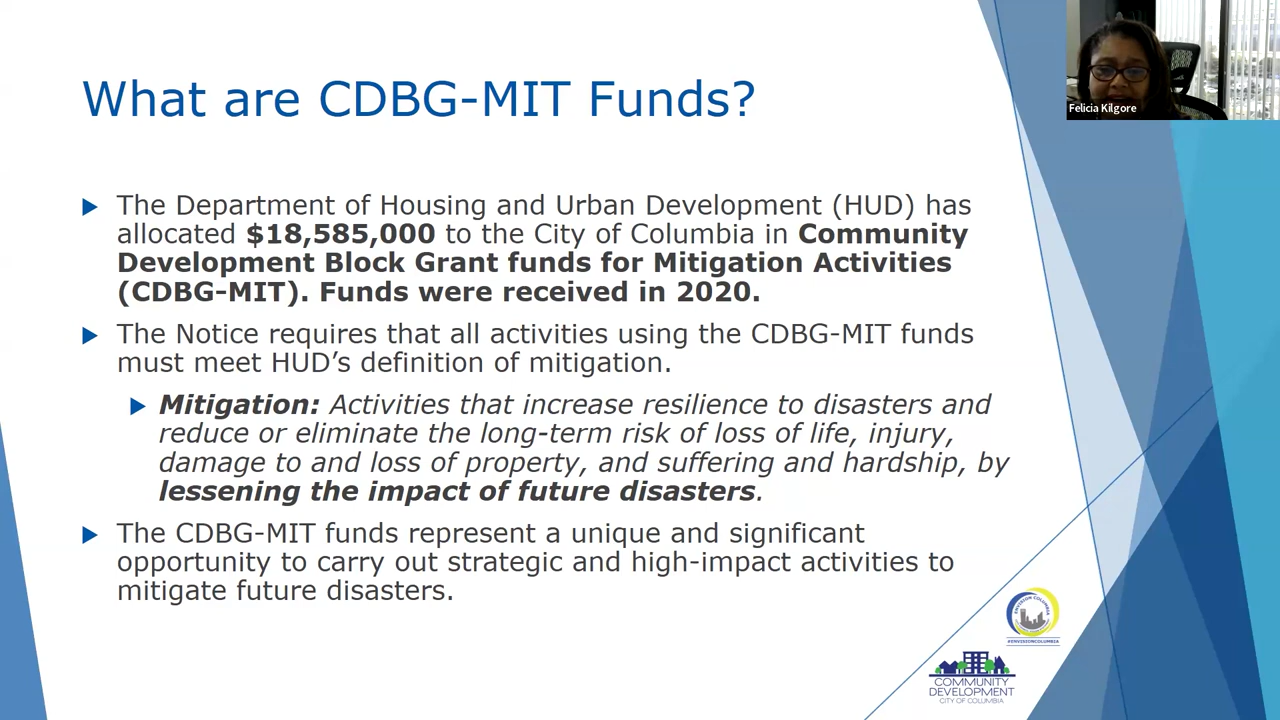 What are CDBG-MIT Funds?
Felicia Kilgore
The Department of Housing and Urban Development (HUD) has
allocated $18,585,000 to the City of Columbia in Community
Development Block Grant funds for Mitigation Activities
(CDBG-MIT). Funds were received in 2020.
The Notice requires that all activities using the CDBG-MIT funds
must meet HUD’s definition of mitigation.
Mitigation: Activities that increase resilience to disasters and
reduce or eliminate the long-term risk of loss of life, injury,
damage to and loss of property, and suffering and hardship, by
lessening the impact of future disasters.
The CDBG-MIT funds represent a unique and significant
opportunity to carry out strategic and high-impact activities to
mitigate future disasters.
ENVISION COLUMBIA
#ENVISIONCOLUMBIA
COMMUNITY
DEVELOPMENT
CITY OF COLUMBIA